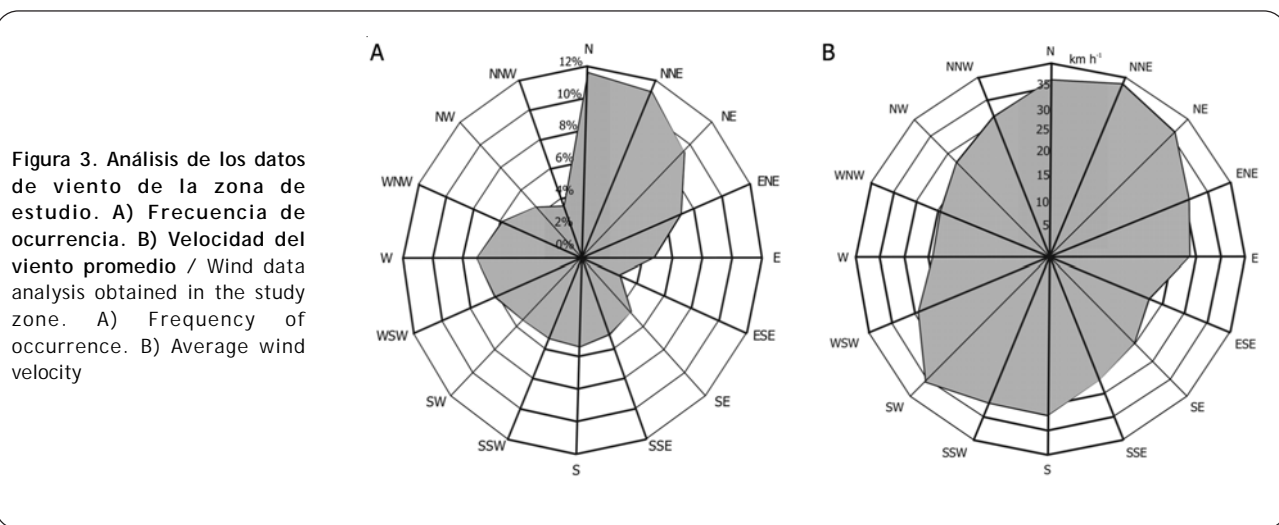 Figura 3. Análisis de los datos
de viento de la zona de
estudio. A) Frecuencia de
ocurrencia. B) Velocidad del
viento promedio / Wind data
analysis obtained in the study
zone. A) Frequency of
occurrence. B) Average wind
velocity
A
N
12%
NNW
NNE
10%
NW
NE
8%
6%
WNW
ENE
4%
2%
0%
W
E
WSW
ESE
SW
SE
SSW
SSE
S
B
N
km h⁻¹
NNW
NNE
35
NW
NE
30
25
20
WNW
ENE
15
10
5
W
E
WSW
ESE
SW
SE
SSW
SSE
S